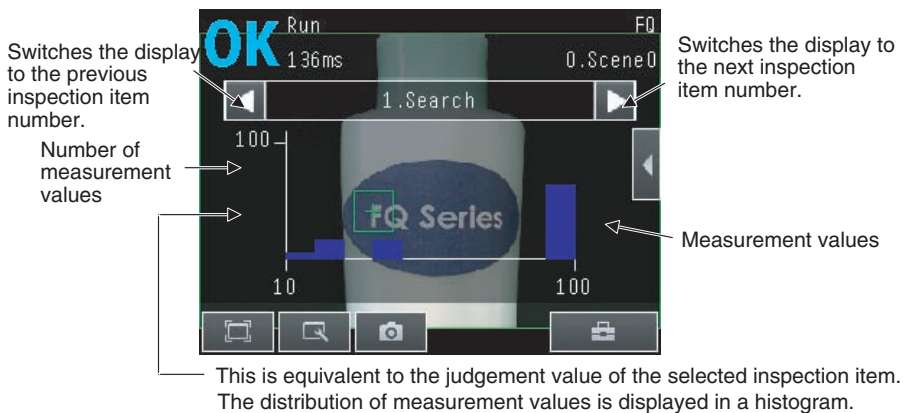 OK Run FQ
136ms 0.Scene0
1.Search
Switches the display
to the previous
inspection item
number.
Switches the display to
the next inspection
item number.
Number of
measurement
values
100
FQ Series
Measurement values
10 100
This is equivalent to the judgement value of the selected inspection item.
The distribution of measurement values is displayed in a histogram.